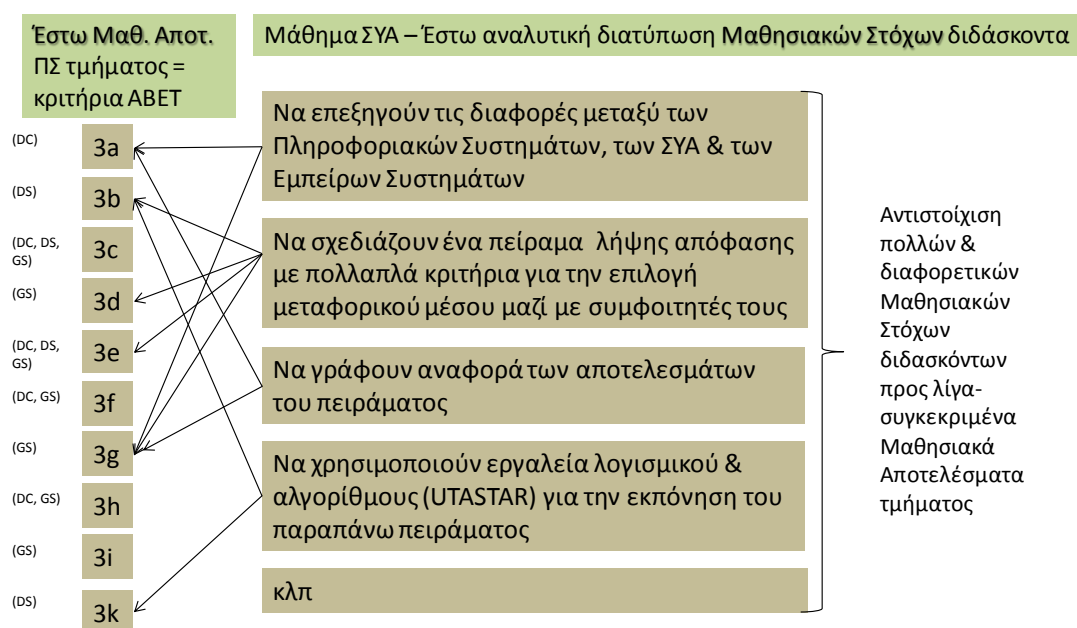 Έστω Μαθ. Αποτ.
ΠΣ τμήματος =
κριτήρια ABET
Μάθημα ΣΥΑ – Έστω αναλυτική διατύπωση Μαθησιακών Στόχων διδάσκοντα
(DC)
3a
(DS)
3b
(DC, DS,
GS)
3c
(GS)
3d
(DC, DS,
GS)
3e
(DC, GS)
3f
(GS)
3g
(DC, GS)
3h
(GS)
3i
(DS)
3k
Να επεξηγούν τις διαφορές μεταξύ των
Πληροφοριακών Συστημάτων, των ΣΥΑ & των
Εμπείρων Συστημάτων
Να σχεδιάζουν ένα πείραμα λήψης απόφασης
με πολλαπλά κριτήρια για την επιλογή
μεταφορικού μέσου μαζί με συμφοιτητές τους
Να γράφουν αναφορά των αποτελεσμάτων
του πειράματος
Να χρησιμοποιούν εργαλεία λογισμικού &
αλγορίθμους (UTASTAR) για την εκπόνηση του
παραπάνω πειράματος
κλπ
Αντιστοίχιση
πολλών &
διαφορετικών
Μαθησιακών
Στόχων
διδασκόντων
προς λίγα-
συγκεκριμένα
Μαθησιακά
Αποτελέσματα
τμήματος